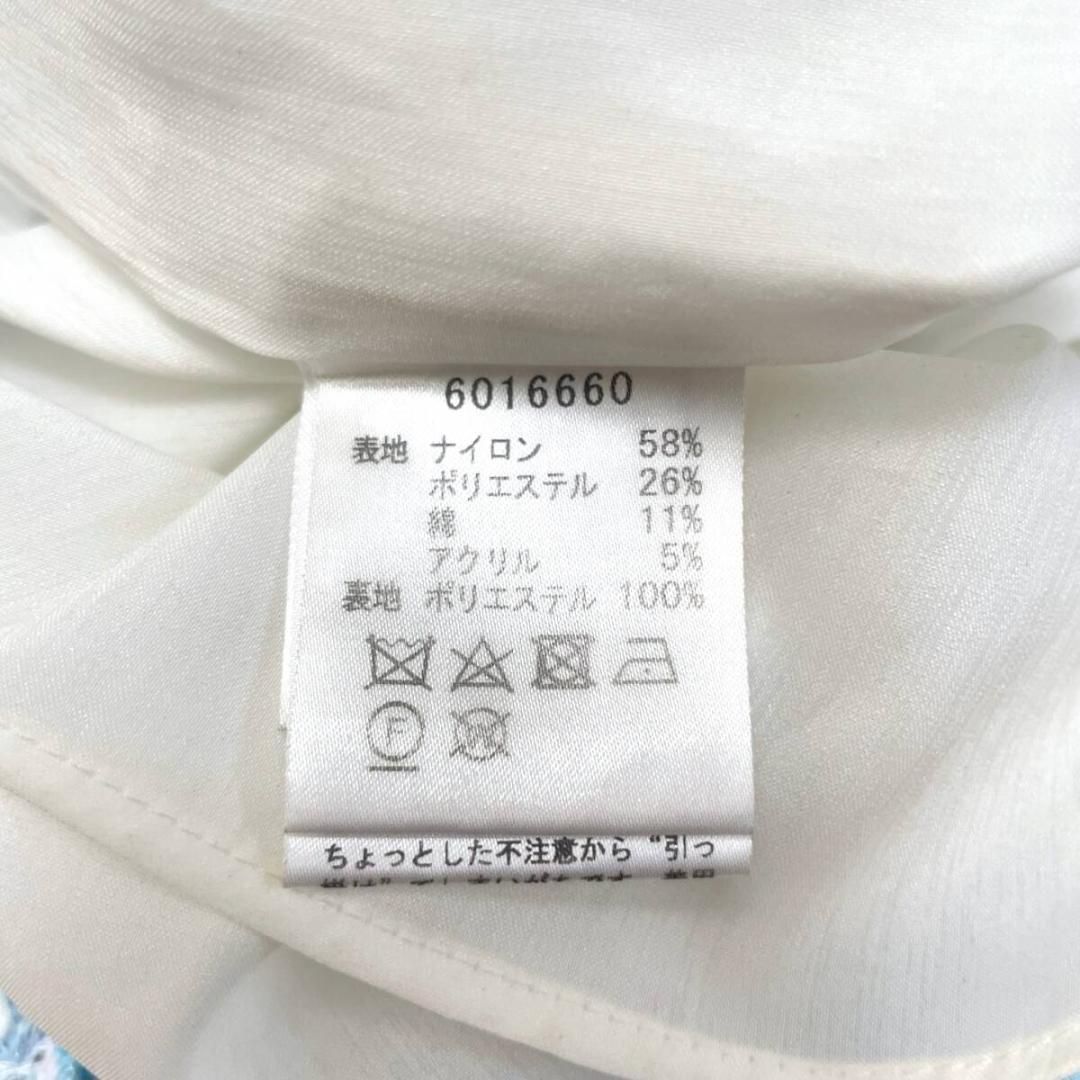 6016660
表地 ナイロン 58%
ポリエステル 26%
綿 11%
アクリル 5%
裏地 ポリエステル 100%
F
W
ちょっとした不注意から“引っ